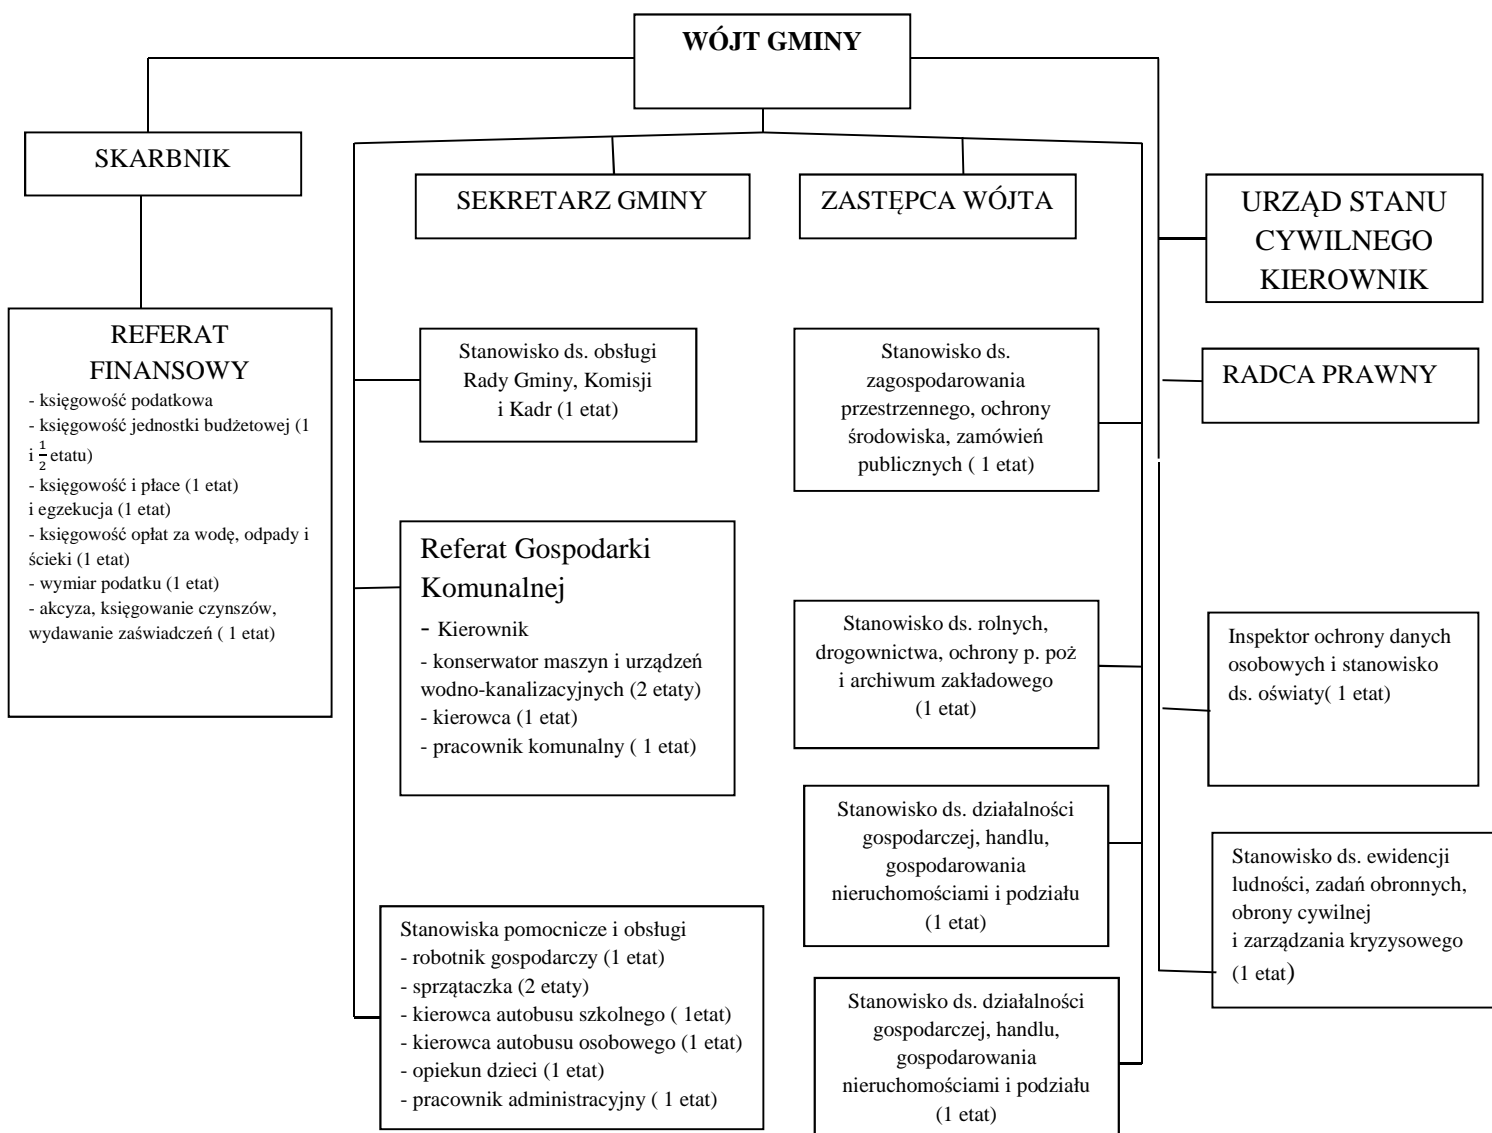 WÓJT GMINY
SKARBNIK
SEKRETARZ GMINY
ZASTĘPCA WÓJTA
URZĄD STANU
CYWILNEGO
KIEROWNIK
REFERAT
FINANSOWY
- księgowość podatkowa
- księgowość jednostki budżetowej (1
i 1/2 etatu)
- księgowość i płace (1 etat)
i egzekucja (1 etat)
- księgowość opłat za wodę, odpady i
ścieki (1 etat)
- wymiar podatku (1 etat)
- akcyza, księgowanie czynszów,
wydawanie zaświadczeń ( 1 etat)
Stanowisko ds. obsługi
Rady Gminy, Komisji
i Kadr (1 etat)
Stanowisko ds.
zagospodarowania
przestrzennego, ochrony
środowiska, zamówień
publicznych ( 1 etat)
RADCA PRAWNY
Referat Gospodarki
Komunalnej
- Kierownik
- konserwator maszyn i urządzeń
wodno-kanalizacyjnych (2 etaty)
- kierowca (1 etat)
- pracownik komunalny ( 1 etat)
Stanowisko ds. rolnych,
drogownictwa, ochrony p. poż
i archiwum zakładowego
(1 etat)
Inspektor ochrony danych
osobowych i stanowisko
ds. oświaty( 1 etat)
Stanowisko ds. działalności
gospodarczej, handlu,
gospodarowania
nieruchomościami i podziału
(1 etat)
Stanowisko ds. ewidencji
ludności, zadań obronnych,
obrony cywilnej
i zarządzania kryzysowego
(1 etat)
Stanowiska pomocnicze i obsługi
- robotnik gospodarczy (1 etat)
- sprzątaczka (2 etaty)
- kierowca autobusu szkolnego ( 1etat)
- kierowca autobusu osobowego (1 etat)
- opiekun dzieci (1 etat)
- pracownik administracyjny ( 1 etat)
Stanowisko ds. działalności
gospodarczej, handlu,
gospodarowania
nieruchomościami i podziału
(1 etat)